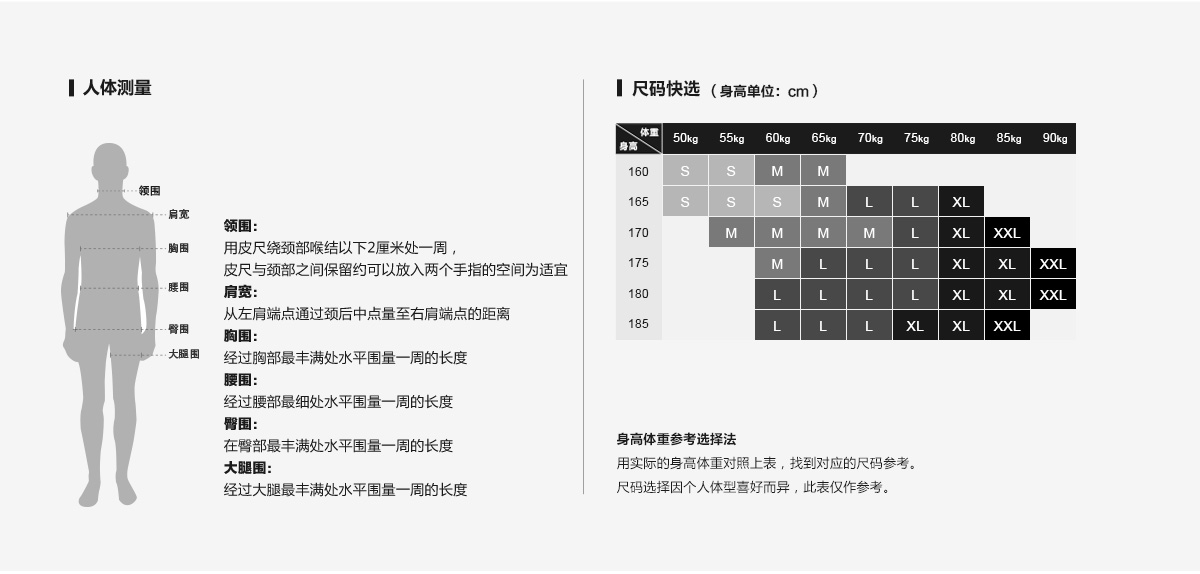 人体测量
领围
肩宽
胸围
腰围
臀围
大腿围
领围：
用皮尺绕颈部喉结以下2厘米处一周，
皮尺与颈部之间保留约可以放入两个手指的空间为适宜
肩宽：
从左肩端点通过颈后中点量至右肩端点的距离
胸围：
经过胸部最丰满处水平围量一周的长度
腰围：
经过腰部最细处水平围量一周的长度
臀围：
在臀部最丰满处水平围量一周的长度
大腿围：
经过大腿最丰满处水平围量一周的长度
尺码快选（身高单位：cm）
体重
身高
50kg 55kg 60kg 65kg 70kg 75kg 80kg 85kg 90kg
160 S S M M
165 S S S M L L XL
170 M M M M L XL XXL
175 M L L L XL XL XXL
180 L L L L XL XL XXL
185 L L L XL XL XXL
身高体重参考选择法
用实际的身高体重对照上表，找到对应的尺码参考。
尺码选择因个人体型喜好而异，此表仅作参考。